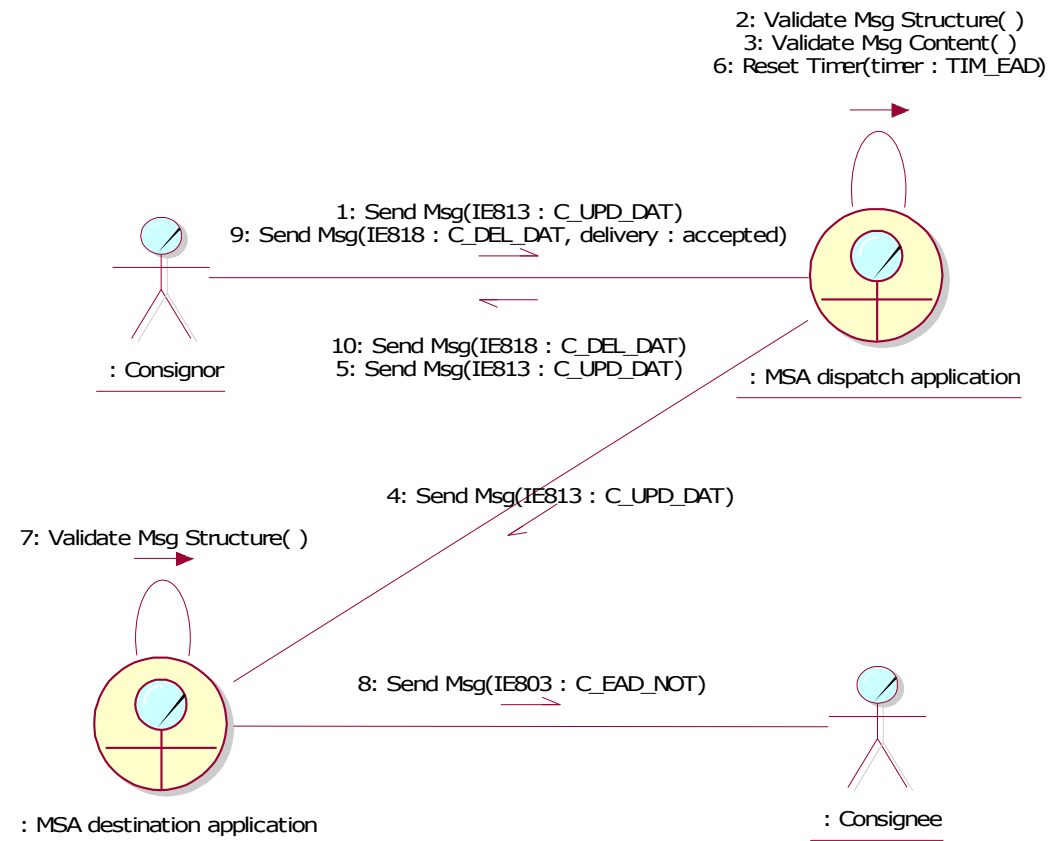 2: Validate Msg Structure( )
3: Validate Msg Content( )
6: Reset Timer(timer : TIM_EAD)
1: Send Msg(IE813 : C_UPD_DAT)
9: Send Msg(IE818 : C_DEL_DAT, delivery : accepted)
10: Send Msg(IE818 : C_DEL_DAT)
5: Send Msg(IE813 : C_UPD_DAT)
: Consignor
: MSA dispatch application
4: Send Msg(IE813 : C_UPD_DAT)
7: Validate Msg Structure( )
8: Send Msg(IE803 : C_EAD_NOT)
: MSA destination application
: Consignee